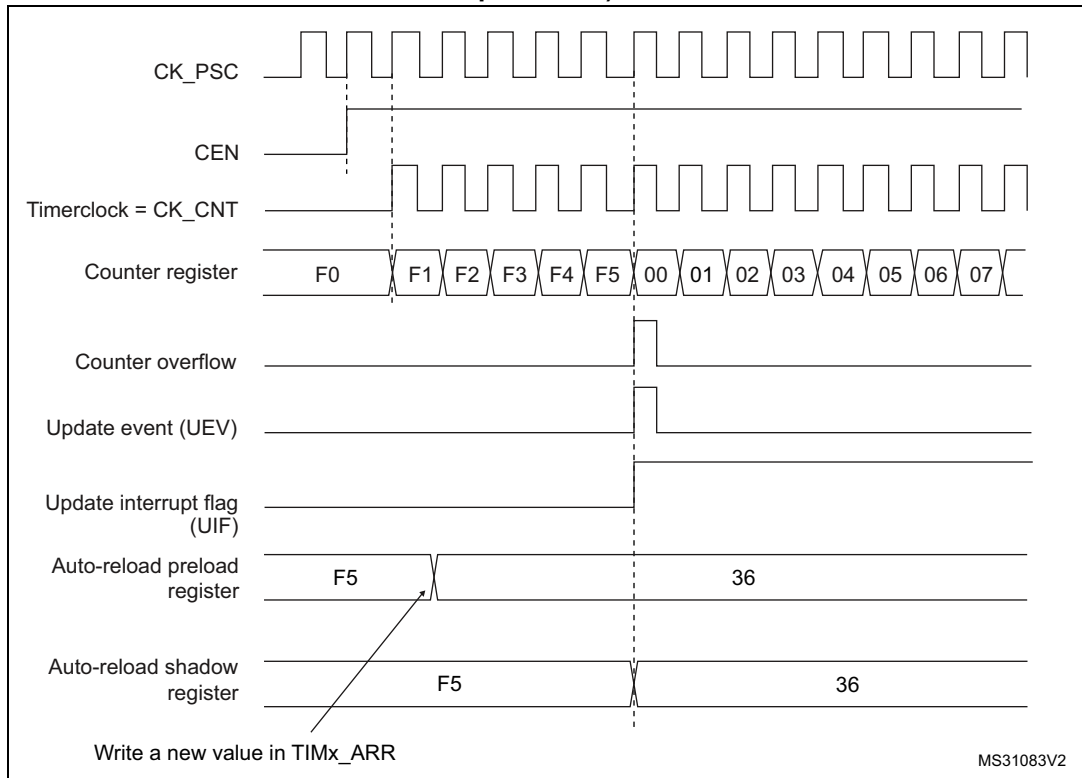 CK_PSC
CEN
Timerclock = CK_CNT
Counter register F0 F1 F2 F3 F4 F5 00 01 02 03 04 05 06 07
Counter overflow
Update event (UEV)
Update interrupt flag
(UIF)
Auto-reload preload
register
F5 36
Auto-reload shadow
register
F5 36
Write a new value in TIMx_ARR
MS31083V2